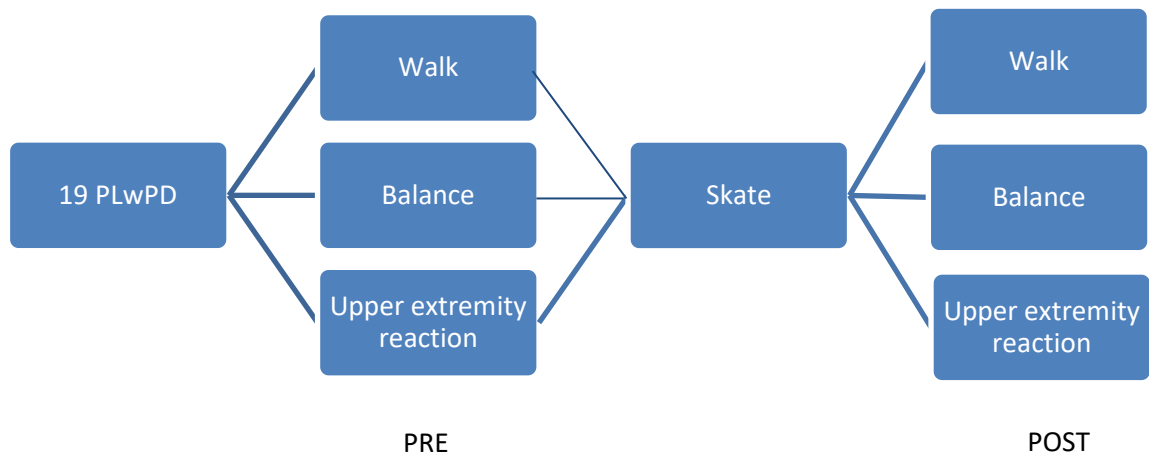 19 PLwPD
Walk
Balance
Upper extremity
reaction
Skate
Walk
Balance
Upper extremity
reaction
PRE
POST